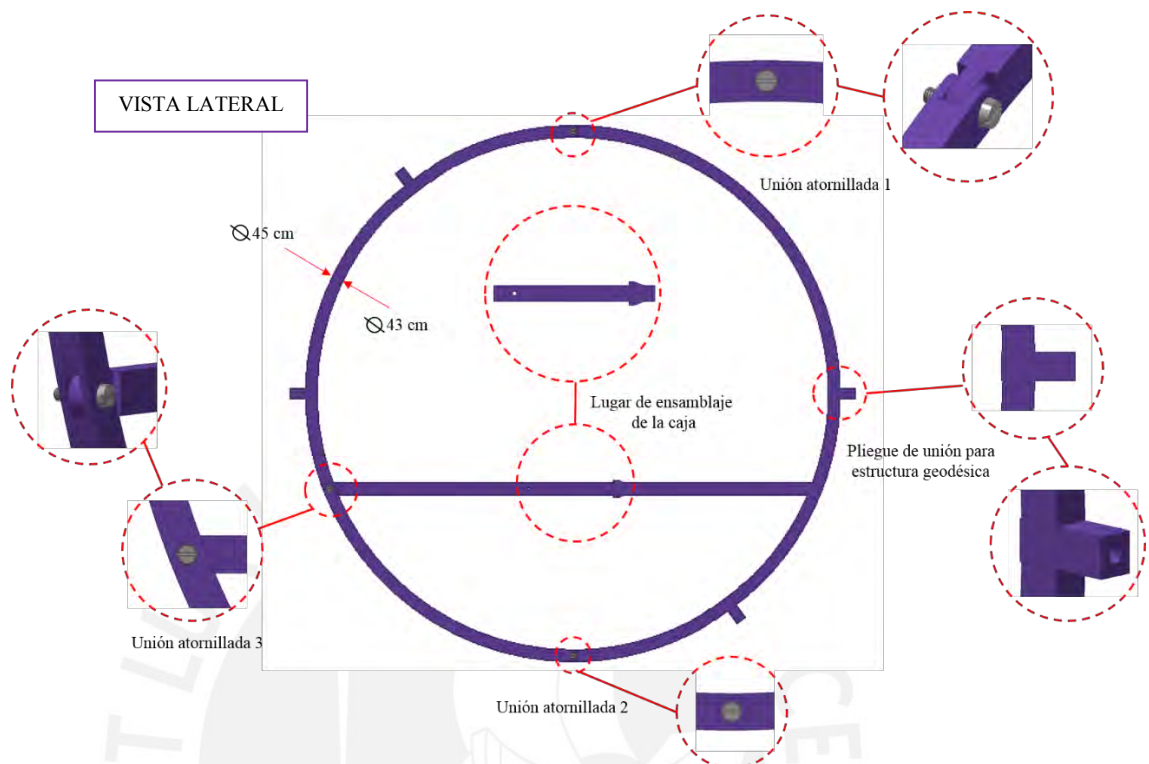 VISTA LATERAL
Unión atornillada 1
⌀ 45 cm
⌀ 43 cm
Lugar de ensamblaje
de la caja
Pliegue de unión para
estructura geodésica
Unión atornillada 3
Unión atornillada 2